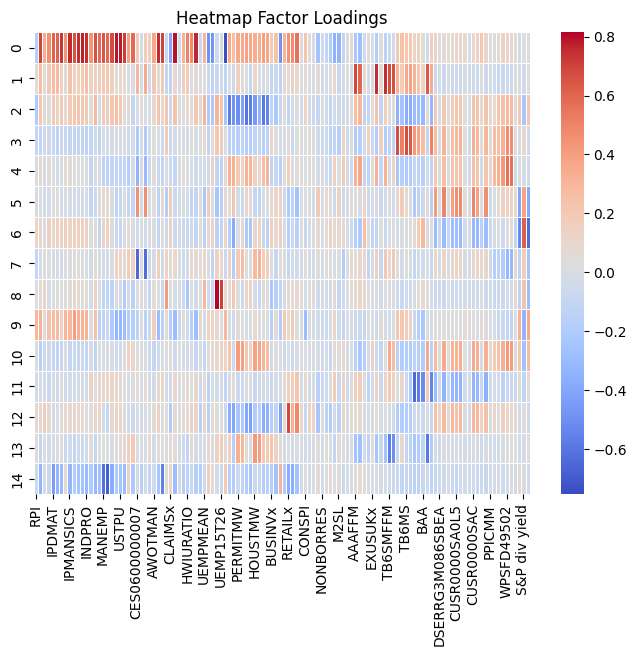 Heatmap Factor Loadings
0
1
2
3
4
5
6
7
8
9
10
11
12
13
14
0.8
0.6
0.4
0.2
0.0
−0.2
−0.4
−0.6
RPI
IPDMAT
IPMANSICS
INDPRO
MANEMP
USTPU
CES0600000007
AWOTMAN
CLAIMSx
HWIURATIO
UEMPMEAN
UEMP15T26
PERMITMW
HOUSTMW
BUSINVx
RETAILx
CONSPI
NONBORRES
M2SL
AAAFFM
EXUSUKx
TB6SMFFM
TB6MS
BAA
DSERRG3M086SBEA
CUSR0000SA0L5
CUSR0000SAC
PPICMM
WPSFD49502
S&P div yield